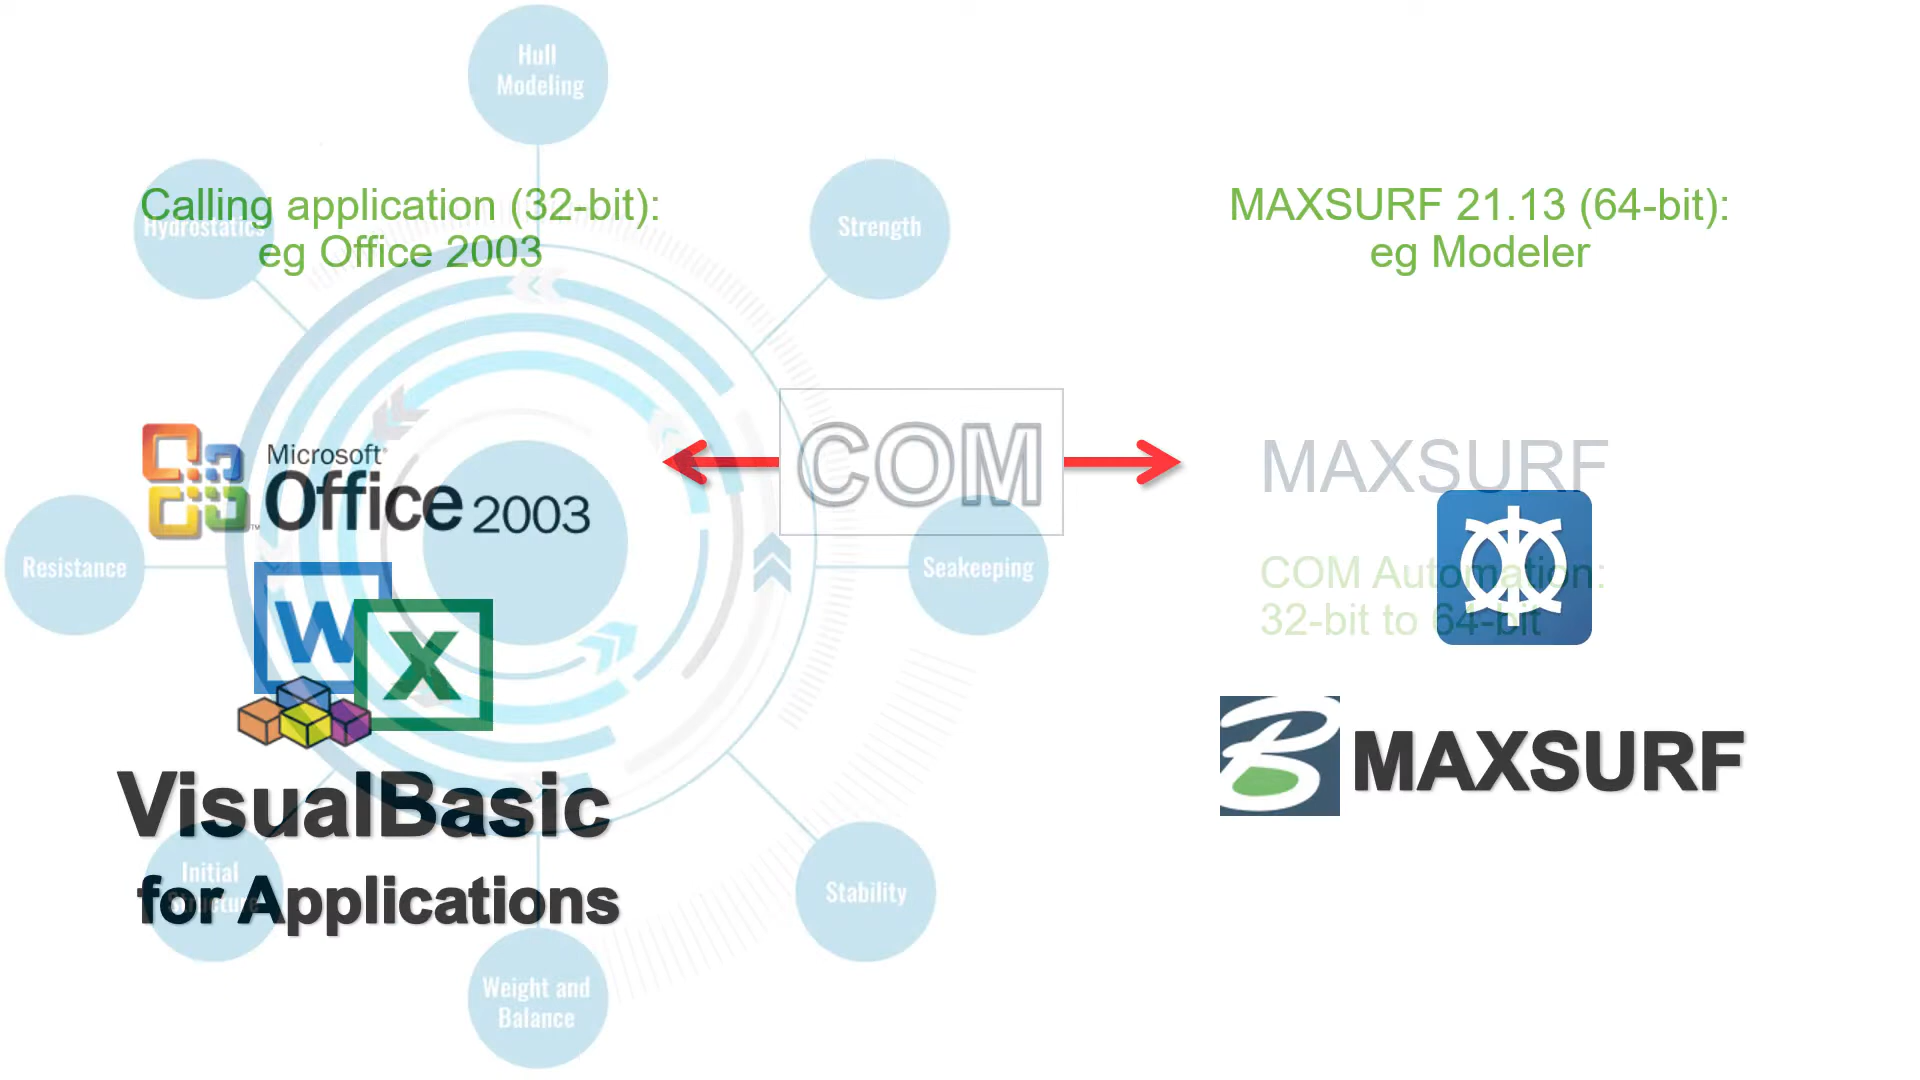 Hull
Modeling
Calling application (32-bit):
eg Office 2003
Hydrostatics
Strength
MAXSURF 21.13 (64-bit):
eg Modeler
Microsoft
Office 2003
COM
MAXSURF
COM Automation:
32-bit to 64-bit
Resistance
Seakeeping
W
X
B MAXSURF
VisualBasic
for Applications
Initial
Structure
Stability
Weight and
Balance